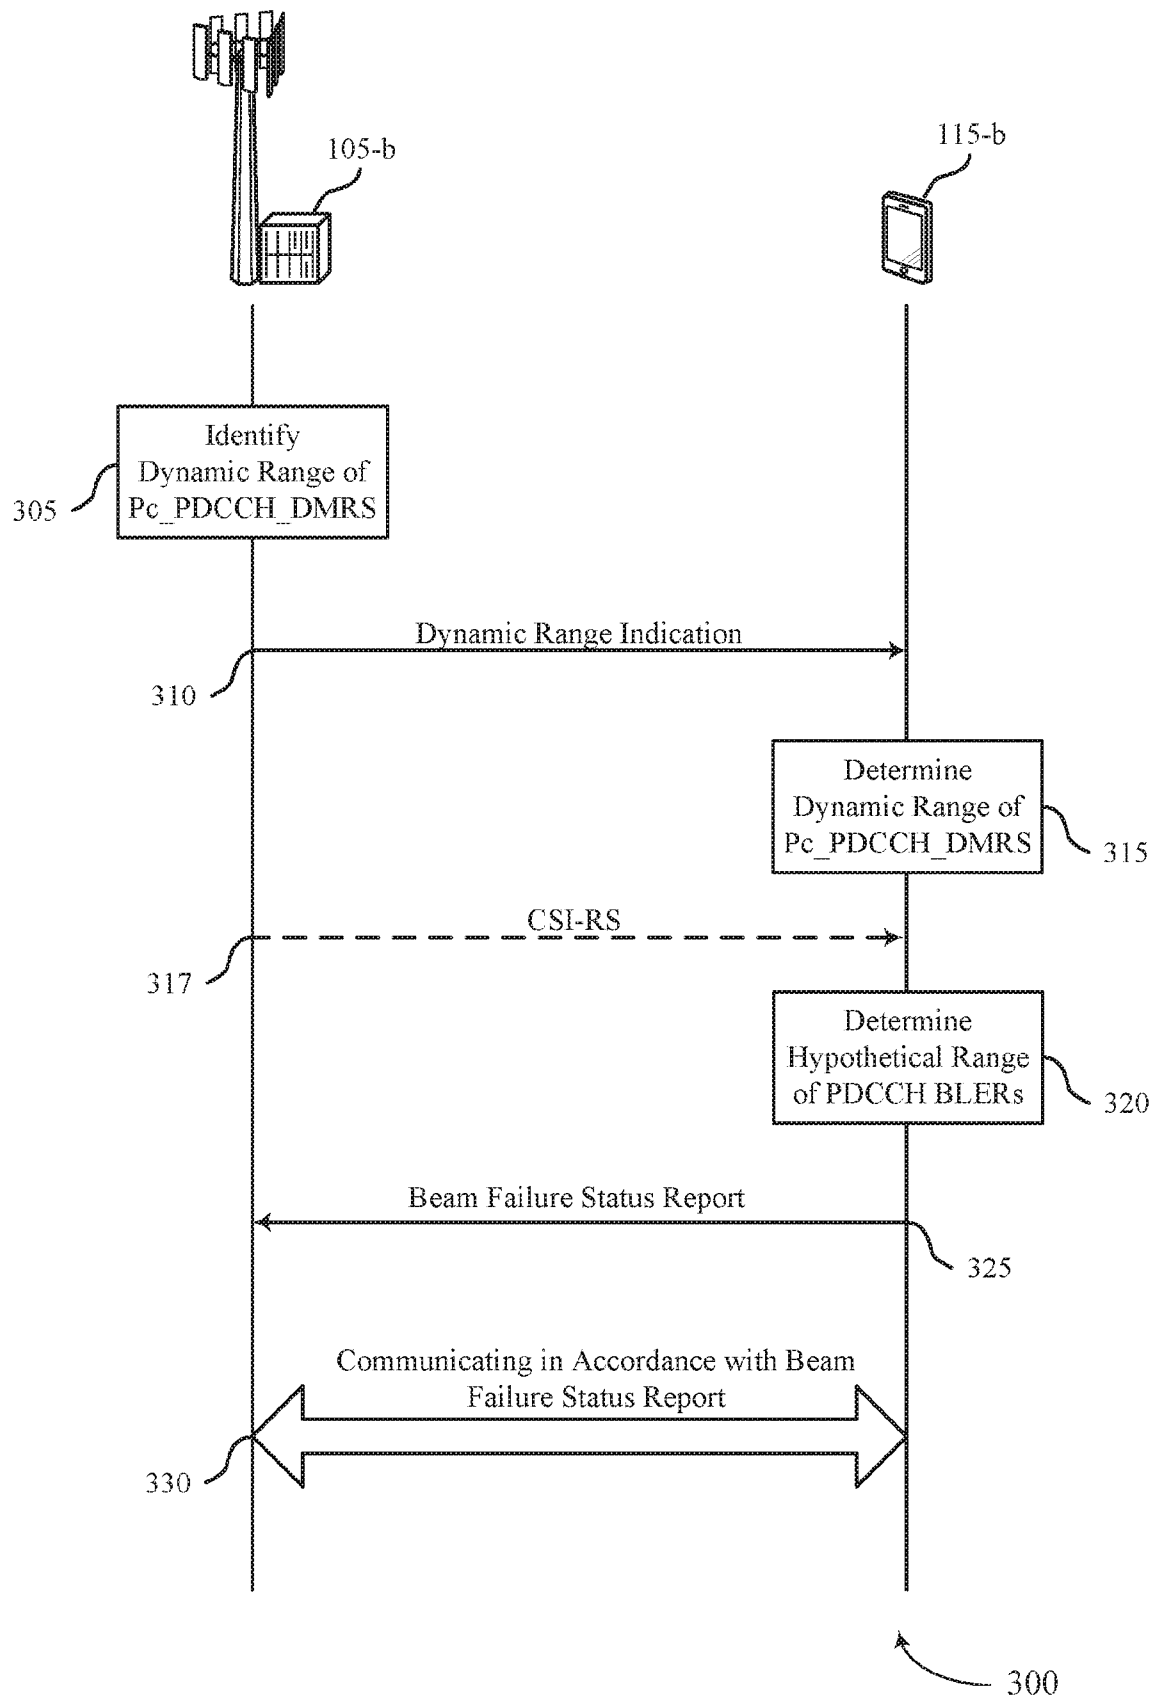 105-b
115-b
Identify
Dynamic Range of
Pc_PDCCH_DMRS
305
Dynamic Range Indication
310
Determine
Dynamic Range of
Pc_PDCCH_DMRS
315
CSI-RS
317
Determine
Hypothetical Range
of PDCCH BLERs
320
Beam Failure Status Report
325
Communicating in Accordance with Beam
Failure Status Report
330
300